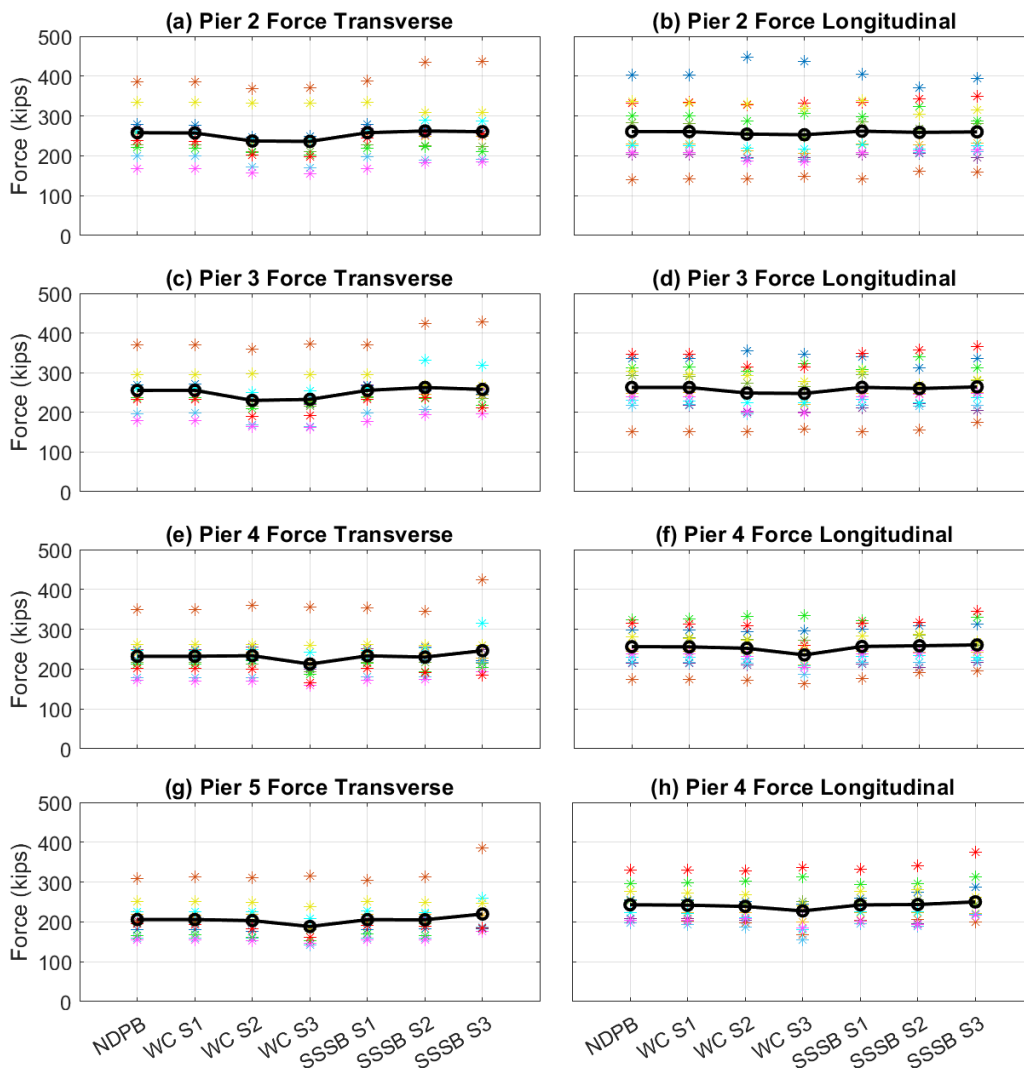 (a) Pier 2 Force Transverse
(b) Pier 2 Force Longitudinal
500
400
300
200
100
0
Force (kips)
(c) Pier 3 Force Transverse
(d) Pier 3 Force Longitudinal
500
400
300
200
100
0
Force (kips)
(e) Pier 4 Force Transverse
(f) Pier 4 Force Longitudinal
500
400
300
200
100
0
Force (kips)
(g) Pier 5 Force Transverse
(h) Pier 4 Force Longitudinal
500
400
300
200
100
0
Force (kips)
NDPB
WC S1
WC S2
WC S3
SSSB S1
SSSB S2
SSSB S3
NDPB
WC S1
WC S2
WC S3
SSSB S1
SSSB S2
SSSB S3